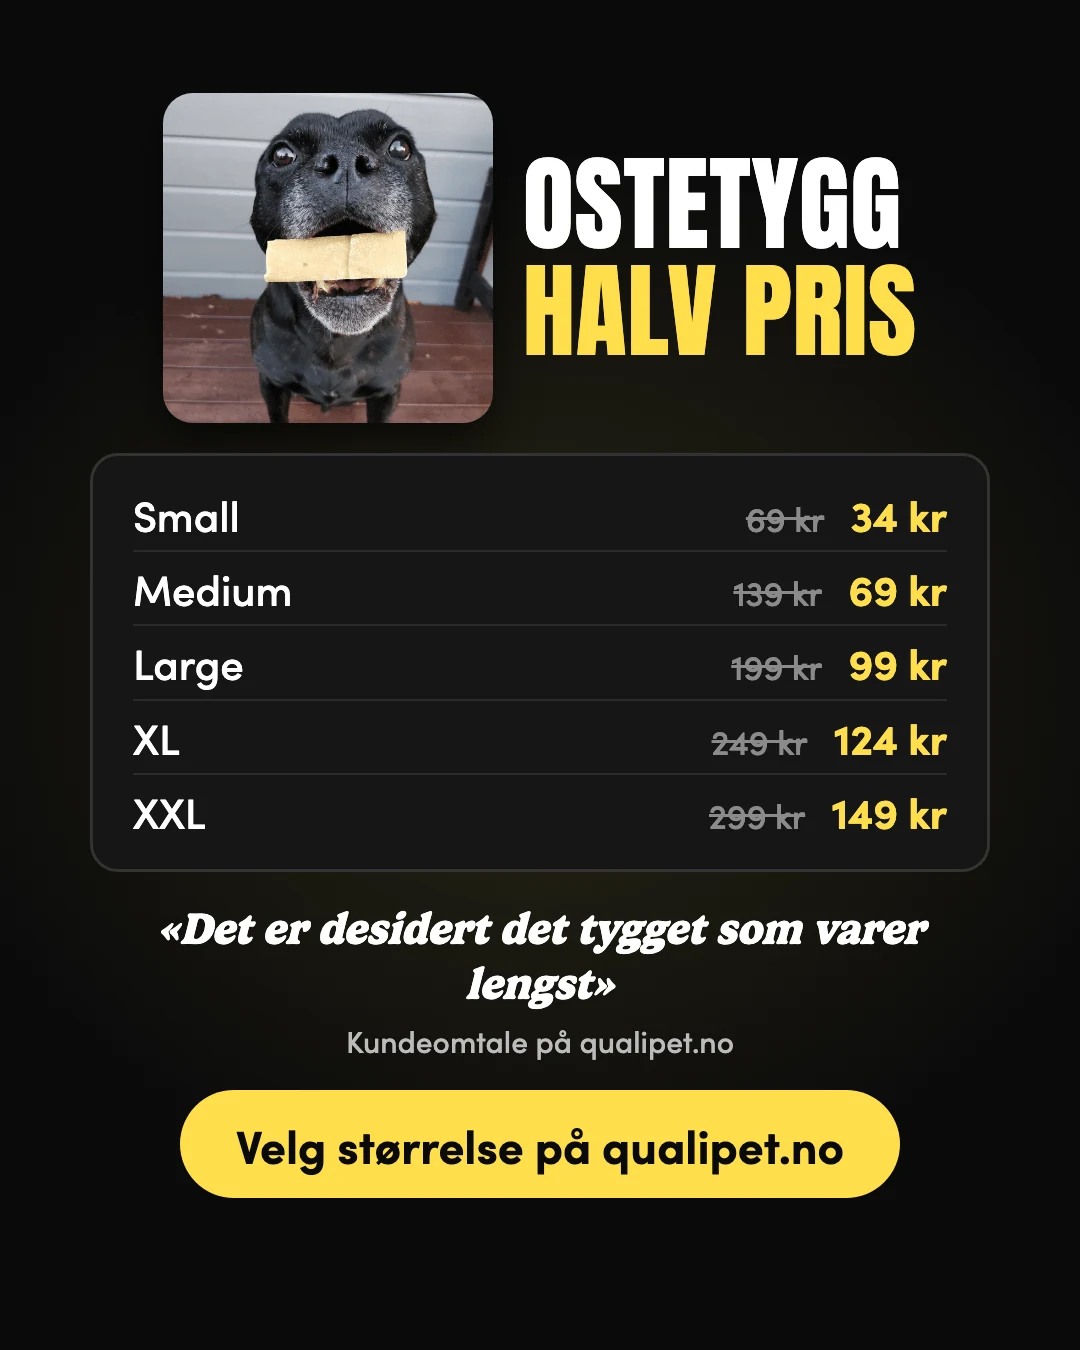 OSTETYGG
HALV PRIS
Small 69 kr 34 kr
Medium 139 kr 69 kr
Large 199 kr 99 kr
XL 249 kr 124 kr
XXL 299 kr 149 kr
«Det er desidert det tygget som varer
lengst»
Kundeomtale på qualipet.no
Velg størrelse på qualipet.no